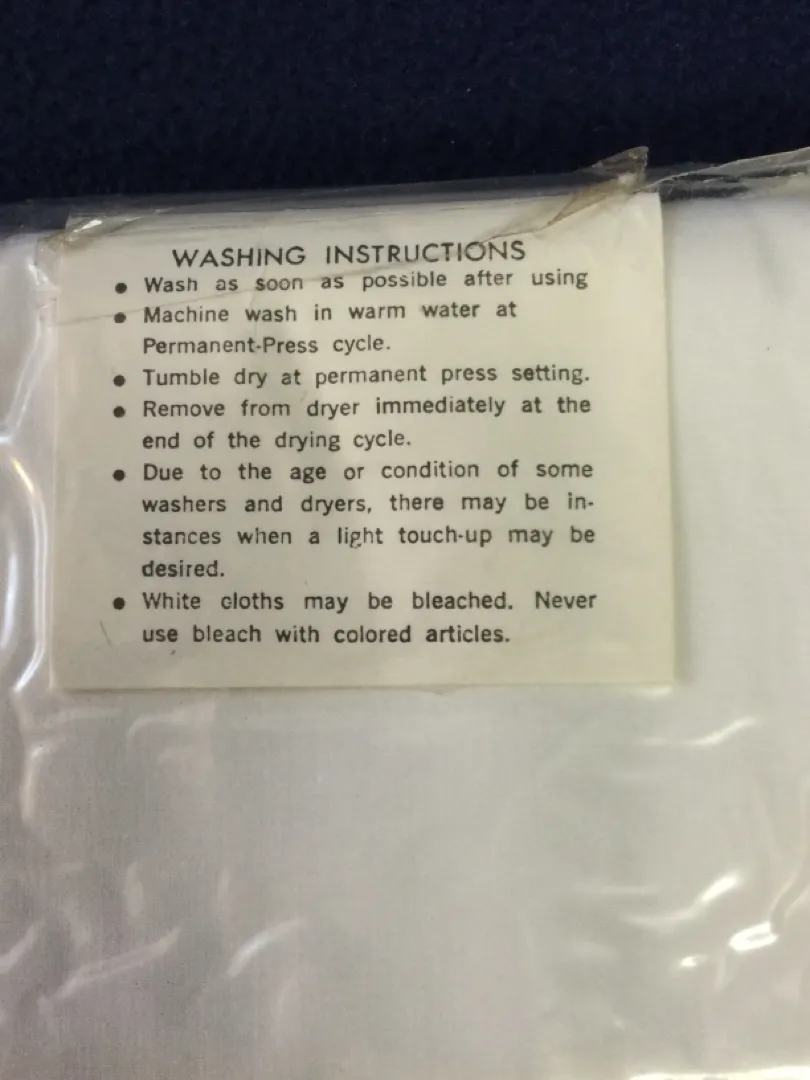 WASHING INSTRUCTIONS
• Wash as soon as possible after using
• Machine wash in warm water at
Permanent-Press cycle.
• Tumble dry at permanent press setting.
• Remove from dryer immediately at the
end of the drying cycle.
• Due to the age or condition of some
washers and dryers, there may be in-
stances when a light touch-up may be
desired.
• White cloths may be bleached. Never
use bleach with colored articles.